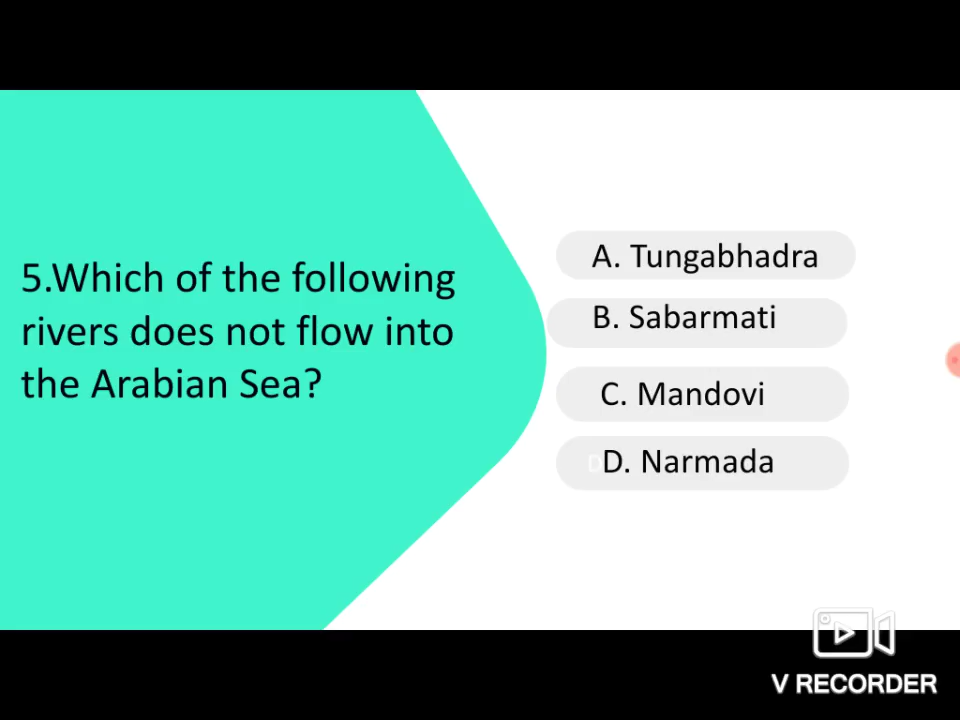 5.Which of the following
rivers does not flow into
the Arabian Sea?
A. Tungabhadra
B. Sabarmati
C. Mandovi
D. Narmada
V RECORDER